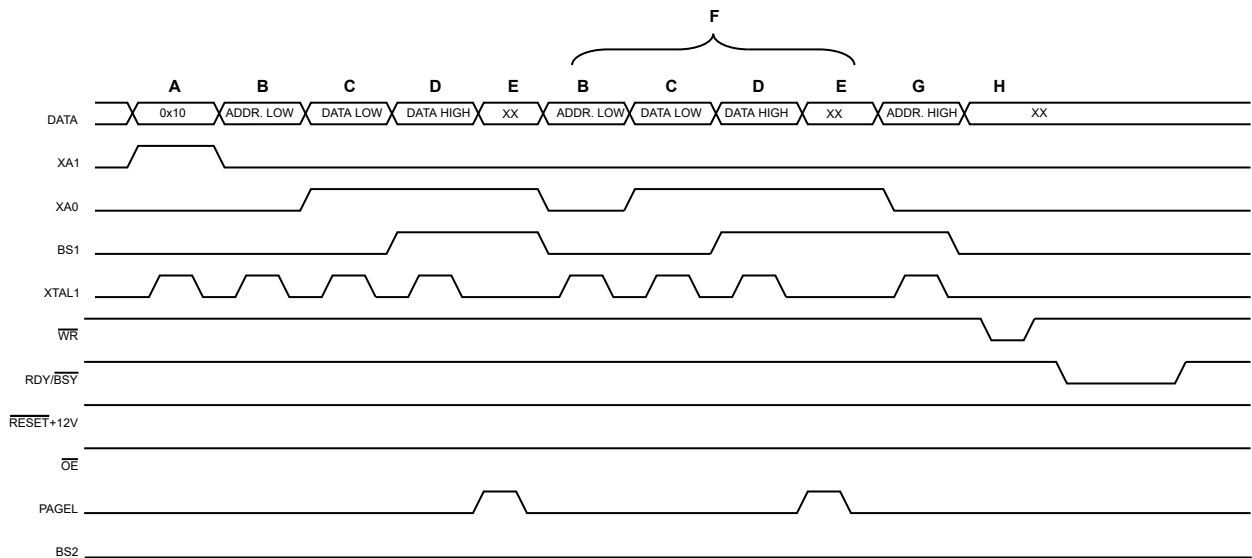 F
A B C D E B C D E G H
DATA 0x10 ADDR. LOW DATA LOW DATA HIGH XX ADDR. LOW DATA LOW DATA HIGH XX ADDR. HIGH XX
XA1
XA0
BS1
XTAL1
WR
RDY/BSY
RESET+12V
OE
PAGEL
BS2